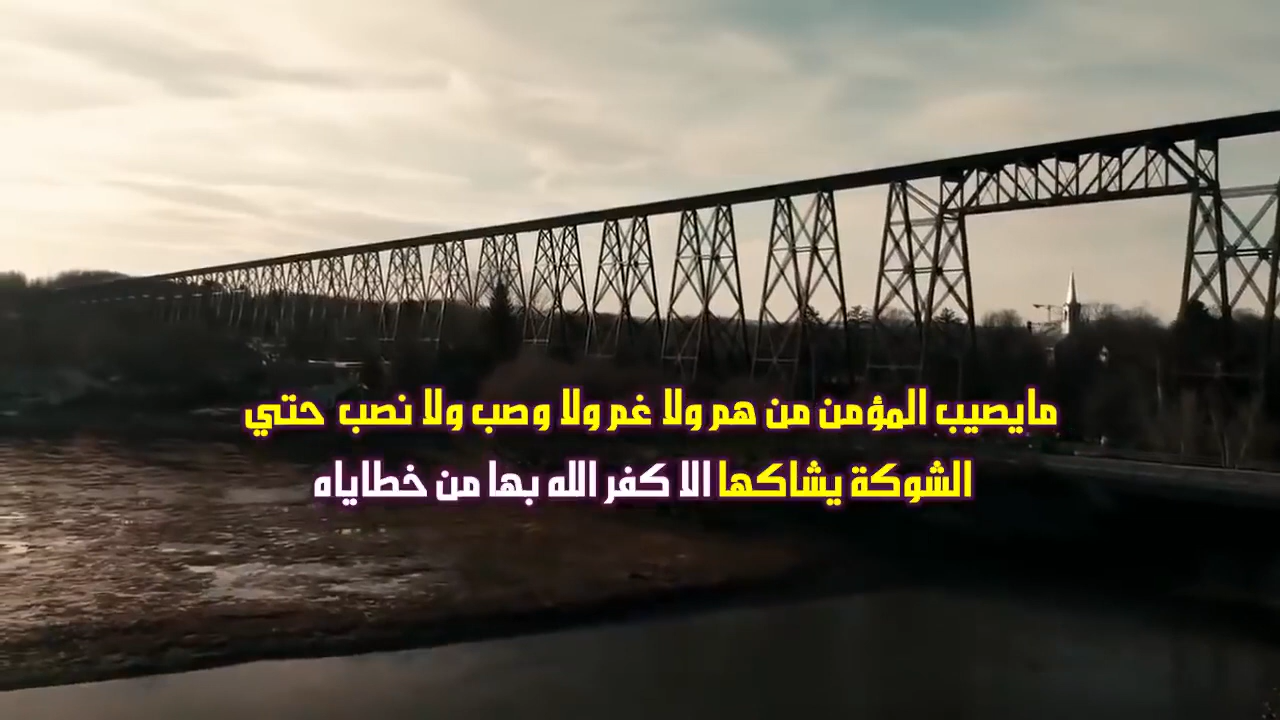 مايصيب المؤمن من هم ولا غم ولا وصب ولا نصب حتي
الشوكة يشاكها الا كفر الله بها من خطاياه